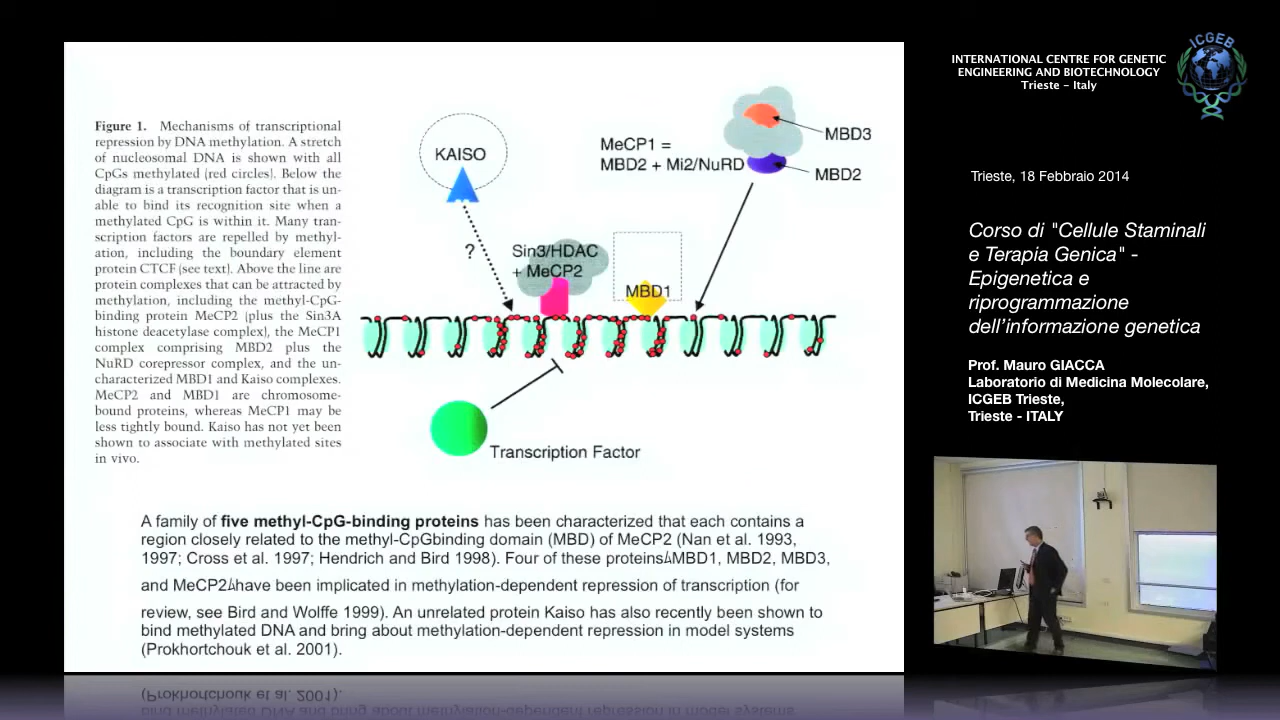 Figure 1. Mechanisms of transcriptional
repression by DNA methylation. A stretch
of nucleosomal DNA is shown with all
CpGs methylated (red circles). Below the
diagram is a transcription factor that is un-
able to bind its recognition site when a
methylated CpG is within it. Many tran-
scription factors are repelled by methyl-
ation, including the boundary element
protein CTCF (see text). Above the line are
protein complexes that can be attracted by
methylation, including the methyl-CpG-
binding protein MeCP2 (plus the Sin3A
histone deacetylase complex), the MeCP1
complex comprising MBD2 plus the
NuRD corepressor complex, and the un-
characterized MBD1 and Kaiso complexes.
MeCP2 and MBD1 are chromosome-
bound proteins, whereas MeCP1 may be
less tightly bound. Kaiso has not yet been
shown to associate with methylated sites
in vivo.
KAISO
?
Sin3/HDAC
+ MeCP2
MBD1
MeCP1 =
MBD2 + Mi2/NuRD
MBD3
MBD2
Transcription Factor
A family of five methyl-CpG-binding proteins has been characterized that each contains a
region closely related to the methyl-CpGbinding domain (MBD) of MeCP2 (Nan et al. 1993,
1997; Cross et al. 1997; Hendrich and Bird 1998). Four of these proteins MBD1, MBD2, MBD3,
and MeCP2 have been implicated in methylation-dependent repression of transcription (for
review, see Bird and Wolffe 1999). An unrelated protein Kaiso has also recently been shown to
bind methylated DNA and bring about methylation-dependent repression in model systems
(Prokhortchouk et al. 2001).
INTERNATIONAL CENTRE FOR GENETIC
ENGINEERING AND BIOTECHNOLOGY
Trieste - Italy
ICGEB
Trieste, 18 Febbraio 2014
Corso di "Cellule Staminali
e Terapia Genica" -
Epigenetica e
riprogrammazione
dell'informazione genetica
Prof. Mauro GIACCA
Laboratorio di Medicina Molecolare,
ICGEB Trieste,
Trieste - ITALY